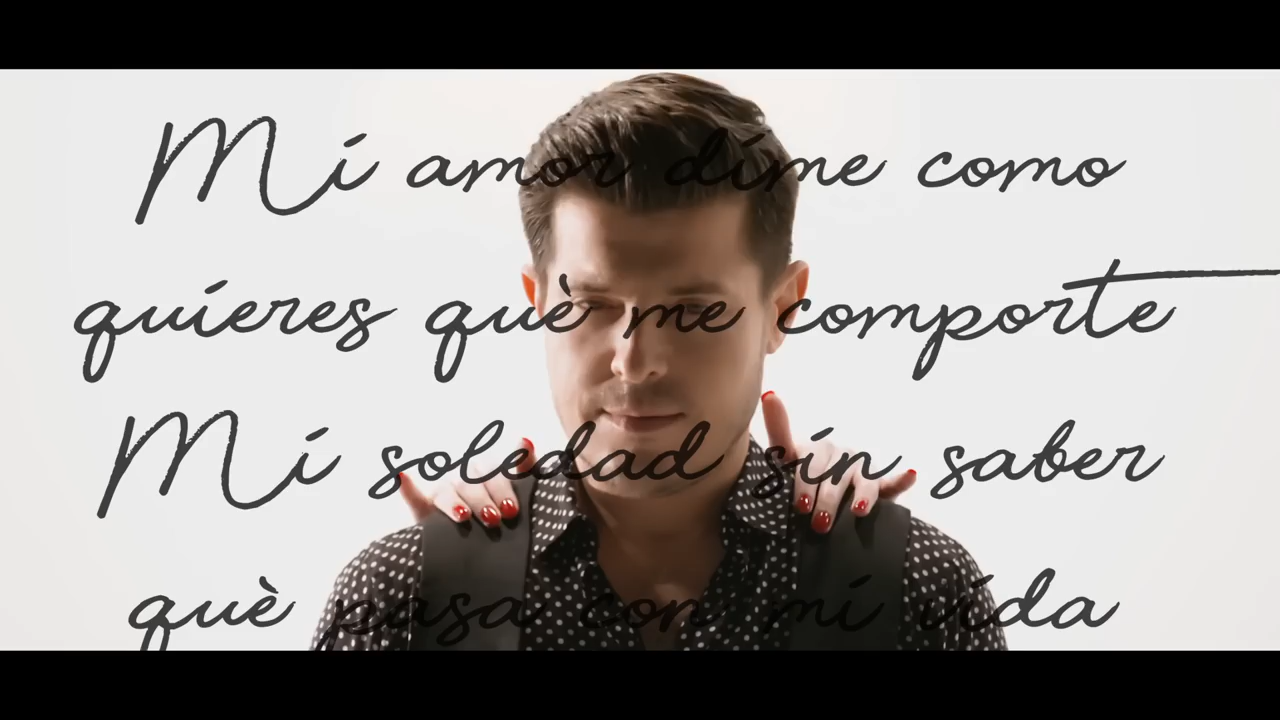 Mi amor dime como
quieres què me comporte
Mi soledad sin saber
què pasa con mi vida